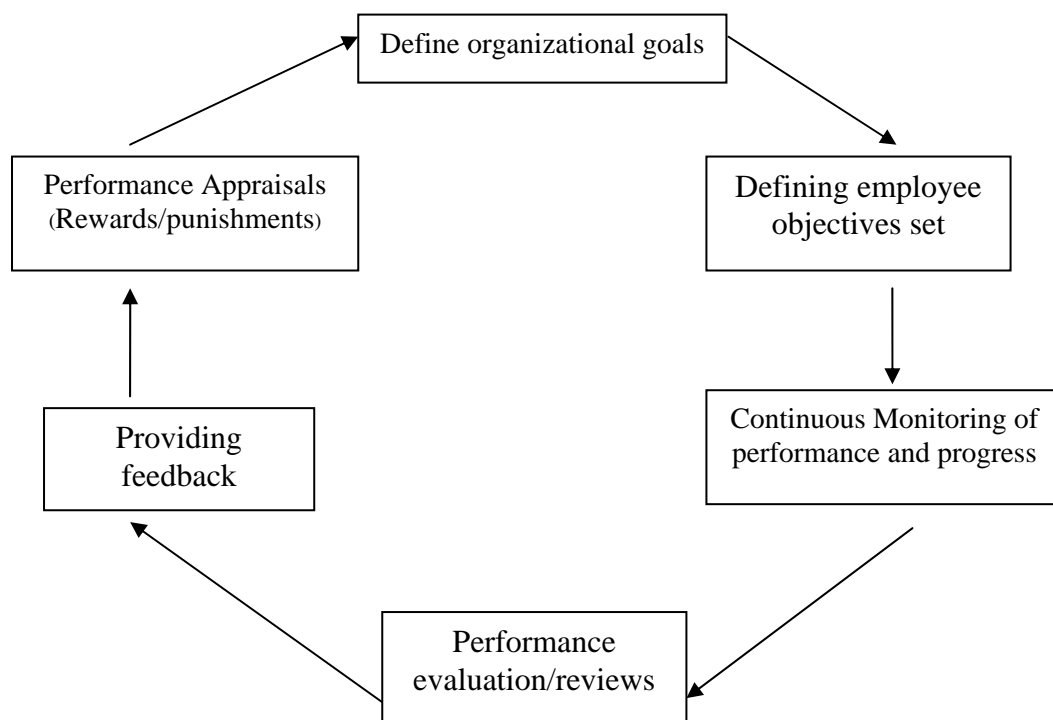 Define organizational goals
Defining employee
objectives set
Continuous Monitoring of
performance and progress
Performance
evaluation/reviews
Providing
feedback
Performance Appraisals
(Rewards/punishments)